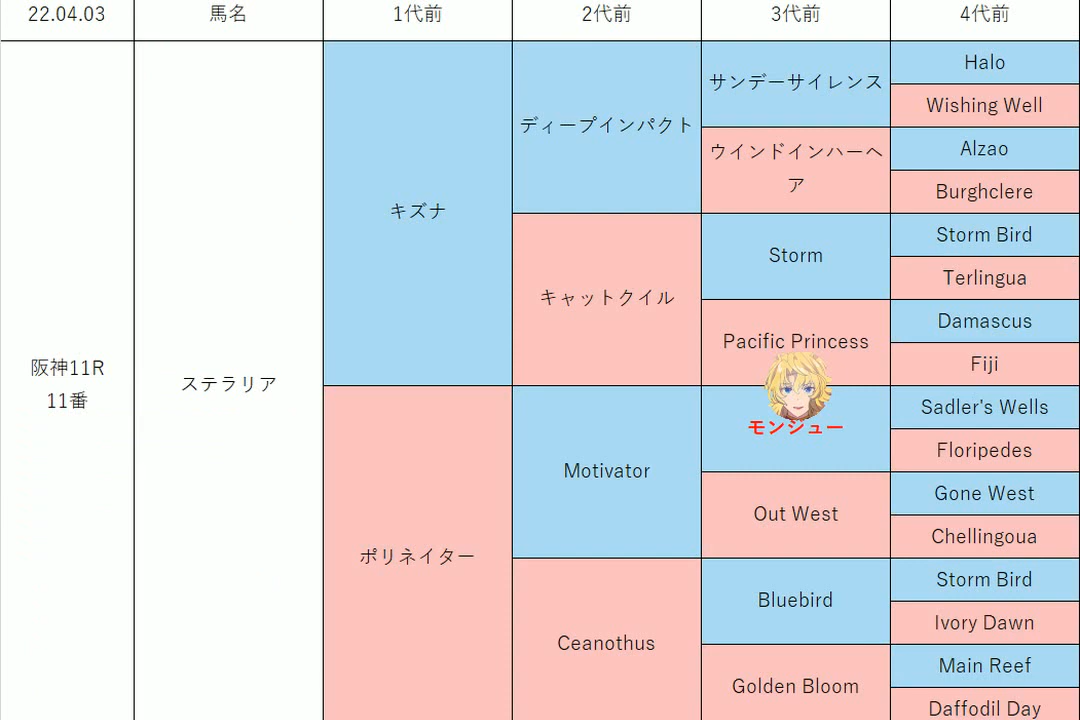 22.04.03 馬名 1代前 2代前 3代前 4代前
阪神11R
11番
ステラリア
キズナ
ディープインパクト
サンデーサイレンス
Halo
Wishing Well
ウインドインハーヘ
ア
Alzao
Burghclere
キャットクイル
Storm
Storm Bird
Terlingua
Pacific Princess
Damascus
Fiji
ポリネイター
Motivator
モンジュー
Sadler's Wells
Floripedes
Out West
Gone West
Chellingoua
Ceanothus
Bluebird
Storm Bird
Ivory Dawn
Golden Bloom
Main Reef
Daffodil Day